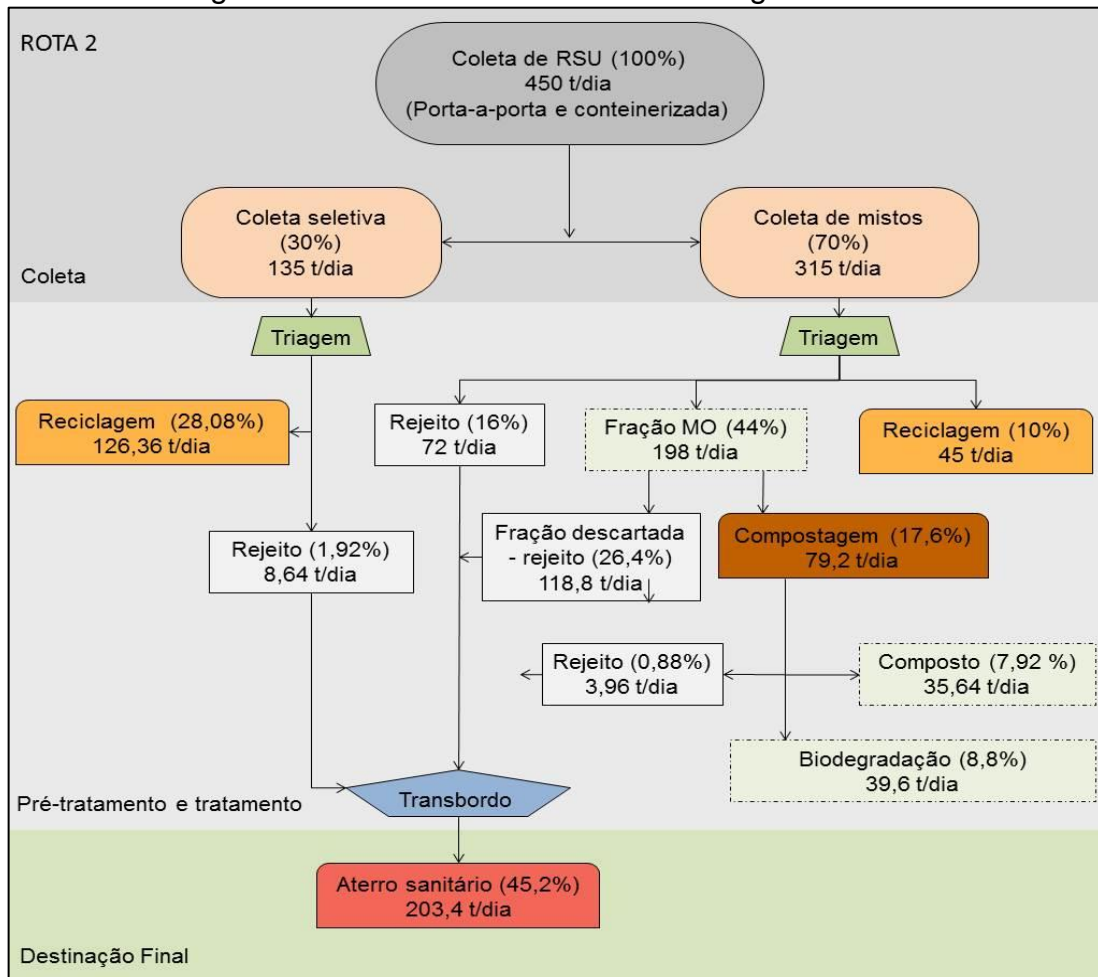 ROTA 2
Coleta de RSU (100%)
450 t/dia
(Porta-a-porta e conteinerizada)
Coleta seletiva
(30%)
135 t/dia
Coleta de mistos
(70%)
315 t/dia
Coleta
Triagem
Triagem
Reciclagem (28,08%)
126,36 t/dia
Rejeito (16%)
72 t/dia
Fração MO (44%)
198 t/dia
Reciclagem (10%)
45 t/dia
Rejeito (1,92%)
8,64 t/dia
Fração descartada
- rejeito (26,4%)
118,8 t/dia
Compostagem (17,6%)
79,2 t/dia
Rejeito (0,88%)
3,96 t/dia
Composto (7,92 %)
35,64 t/dia
Biodegradação (8,8%)
39,6 t/dia
Pré-tratamento e tratamento
Transbordo
Aterro sanitário (45,2%)
203,4 t/dia
Destinação Final